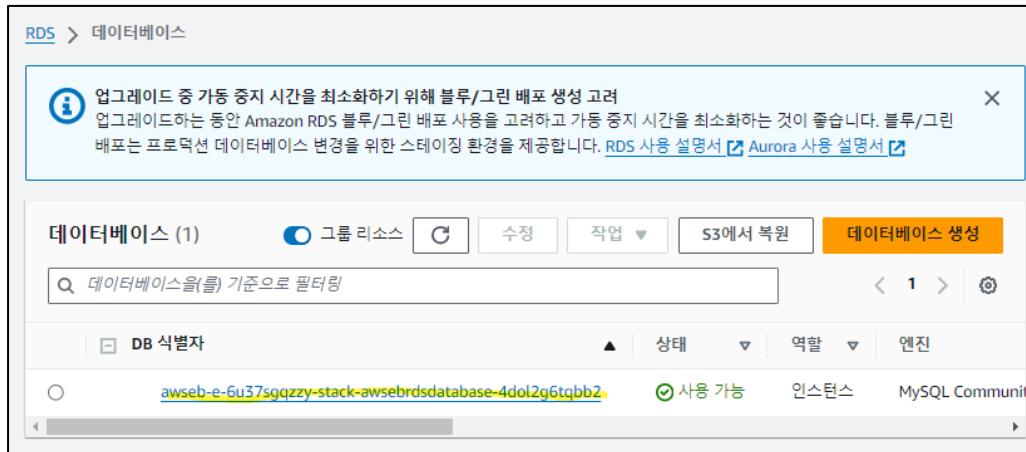 RDS > 데이터베이스
업그레이드 중 가동 중지 시간을 최소화하기 위해 블루/그린 배포 생성 고려
업그레이드하는 동안 Amazon RDS 블루/그린 배포 사용을 고려하고 가동 중지 시간을 최소화하는 것이 좋습니다. 블루/그린
배포는 프로덕션 데이터베이스 변경을 위한 스테이징 환경을 제공합니다. RDS 사용 설명서 Aurora 사용 설명서
데이터베이스 (1) 그룹 리소스 수정 작업 S3에서 복원 데이터베이스 생성
데이터베이스을(를) 기준으로 필터링 < 1 >
DB 식별자 상태 역할 엔진
awseb-e-6u37sgqzzy-stack-awsebrdsdatabase-4dol2g6tqbb2 사용 가능 인스턴스 MySQL Communit